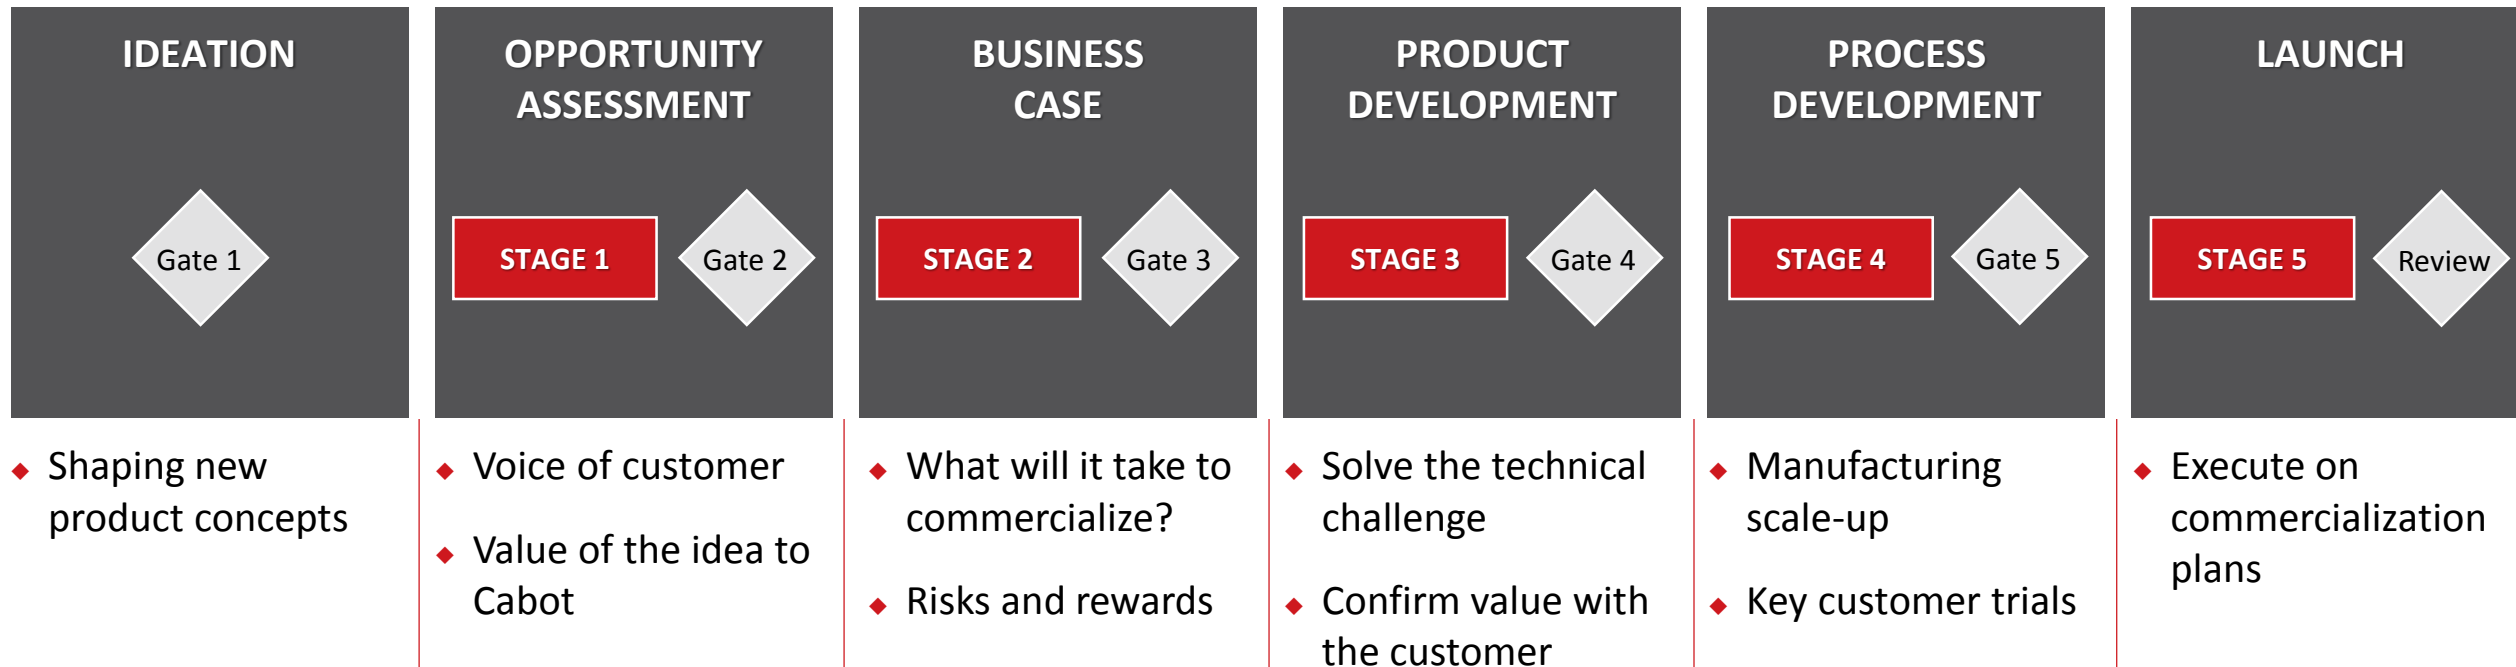 IDEATION
Gate 1
Shaping new
product concepts
OPPORTUNITY
ASSESSMENT
STAGE 1
Gate 2
Voice of customer
Value of the idea to
Cabot
BUSINESS
CASE
STAGE 2
Gate 3
What will it take to
commercialize?
Risks and rewards
PRODUCT
DEVELOPMENT
STAGE 3
Gate 4
Solve the technical
challenge
Confirm value with
the customer
PROCESS
DEVELOPMENT
STAGE 4
Gate 5
Manufacturing
scale-up
Key customer trials
LAUNCH
STAGE 5
Review
Execute on
commercialization
plans